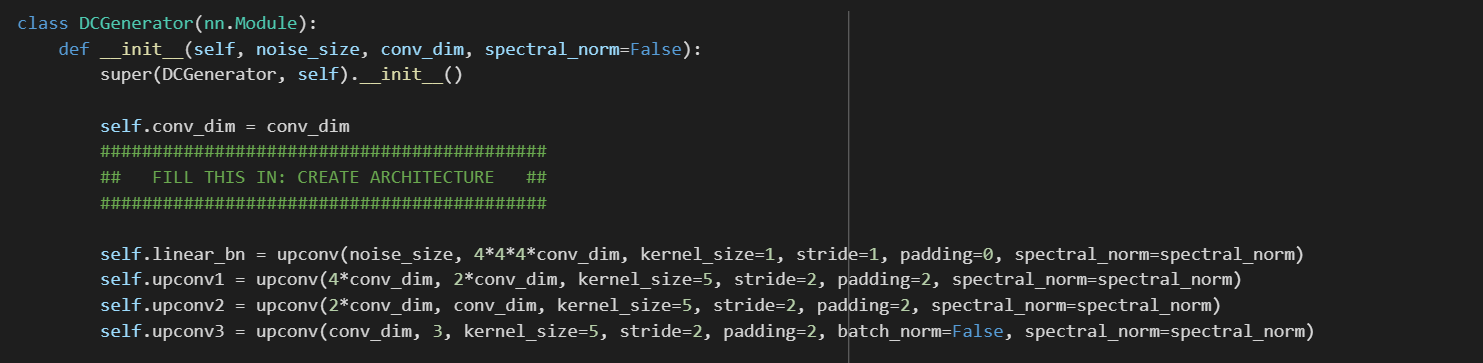 class DCGenerator(nn.Module):
    def __init__(self, noise_size, conv_dim, spectral_norm=False):
        super(DCGenerator, self).__init__()

        self.conv_dim = conv_dim
        ###########################################
        ##   FILL THIS IN: CREATE ARCHITECTURE   ##
        ###########################################

        self.linear_bn = upconv(noise_size, 4*4*4*conv_dim, kernel_size=1, stride=1, padding=0, spectral_norm=spectral_norm)
        self.upconv1 = upconv(4*conv_dim, 2*conv_dim, kernel_size=5, stride=2, padding=2, spectral_norm=spectral_norm)
        self.upconv2 = upconv(2*conv_dim, conv_dim, kernel_size=5, stride=2, padding=2, spectral_norm=spectral_norm)
        self.upconv3 = upconv(conv_dim, 3, kernel_size=5, stride=2, padding=2, batch_norm=False, spectral_norm=spectral_norm)